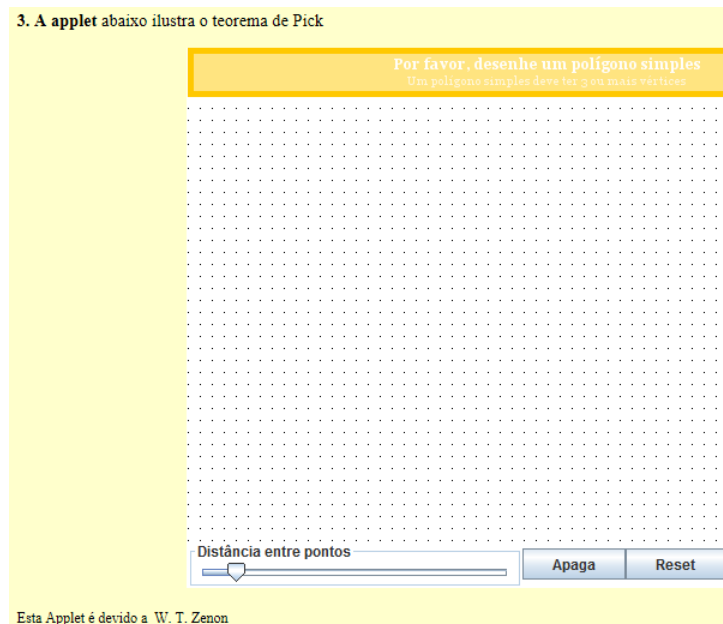 3. A applet abaixo ilustra o teorema de Pick
Por favor, desenhe um polígono simples
Um polígono simples deve ter 3 ou mais vértices
Distância entre pontos
Apaga
Reset
Esta Applet é devido a W. T. Zenon